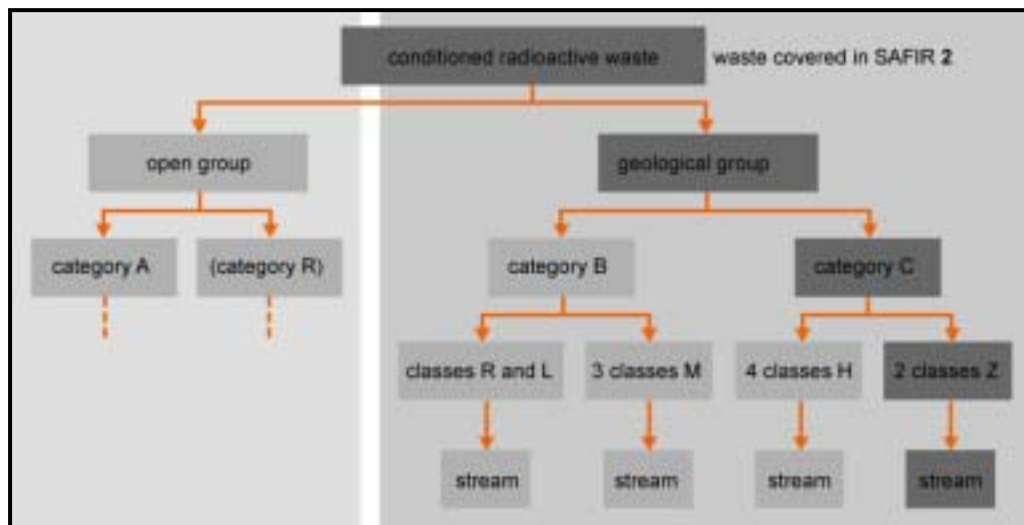 conditioned radioactive waste
waste covered in SAFIR 2
open group
geological group
category A
(category R)
category B
category C
classes R and L
3 classes M
4 classes H
2 classes Z
stream
stream
stream
stream